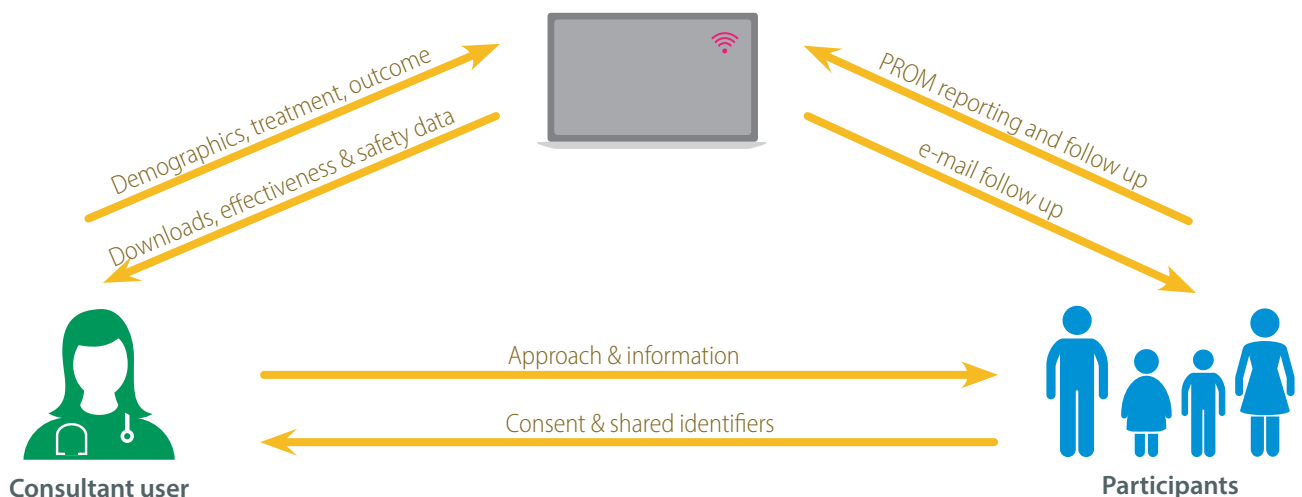 Demographics, treatment, outcome
Downloads, effectiveness & safety data
PROM reporting and follow up
e-mail follow up
Approach & information
Consent & shared identifiers
Consultant user
Participants